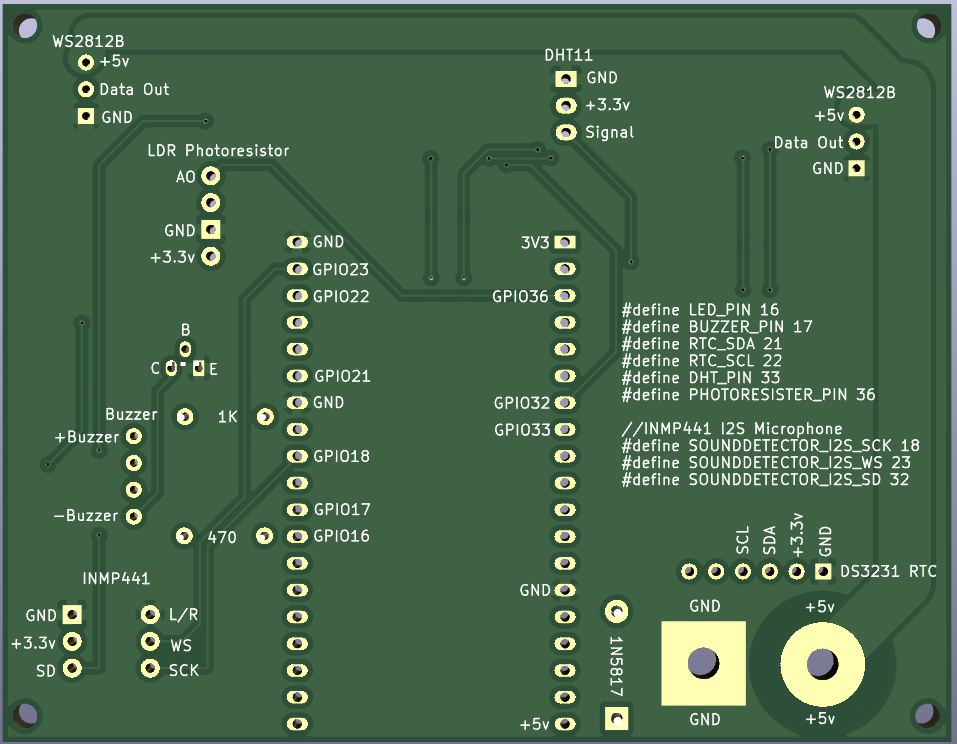 WS2812B
+5v
Data Out
GND
DHT11
GND
+3.3v
Signal
WS2812B
+5v
Data Out
GND
LDR Photoresistor
AO
GND
+3.3v
GND
GPIO23
GPIO22
GPIO21
GND
GPIO18
GPIO17
GPIO16
3V3
GPIO36
GPIO32
GPIO33
GND
+5v
#define LED_PIN 16
#define BUZZER_PIN 17
#define RTC_SDA 21
#define RTC_SCL 22
#define DHT_PIN 33
#define PHOTORESISTER_PIN 36
//INMP441 I2S Microphone
#define SOUNDDETECTOR_I2S_SCK 18
#define SOUNDDETECTOR_I2S_WS 23
#define SOUNDDETECTOR_I2S_SD 32
B
C
E
Buzzer
1K
+Buzzer
-Buzzer
470
INMP441
GND
+3.3v
SD
L/R
WS
SCK
SCL
SDA
+3.3v
GND
DS3231 RTC
1N5817
GND
+5v
GND
+5v